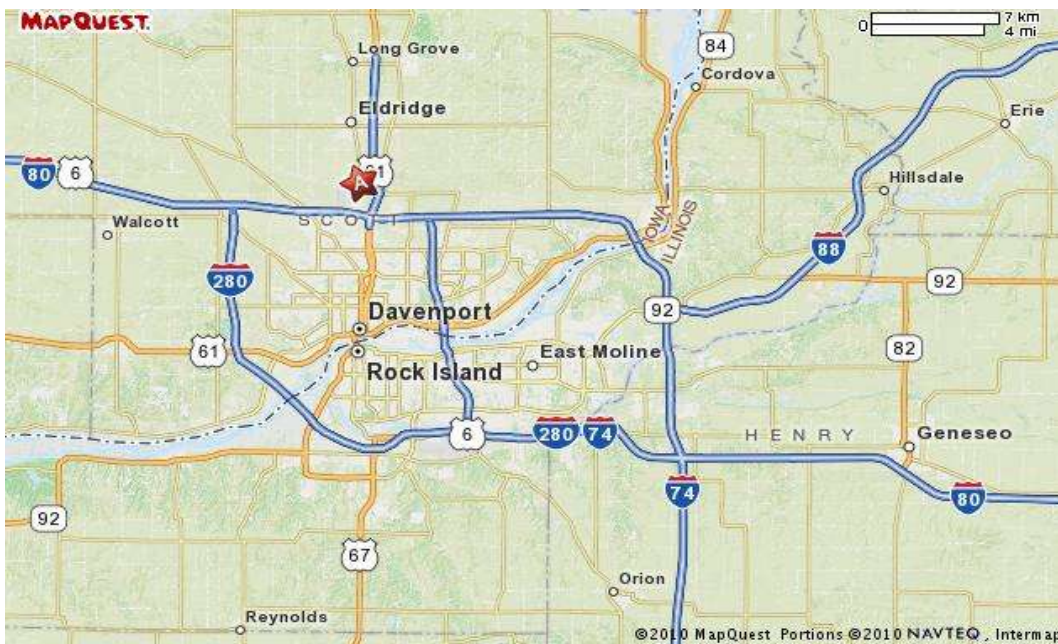 MAPQUEST.
0
7 km
4 mi
Long Grove
84
Cordova
Eldridge
Erie
80
6
A
Hillsdale
Walcott
SCOTT
IOWA
ILLINOIS
88
280
92
92
Davenport
61
East Moline
82
Rock Island
6
280
74
HENRY
Geneseo
74
80
92
67
Orion
Reynolds
©2010 MapQuest Portions ©2010 NAVTEQ, Intermap